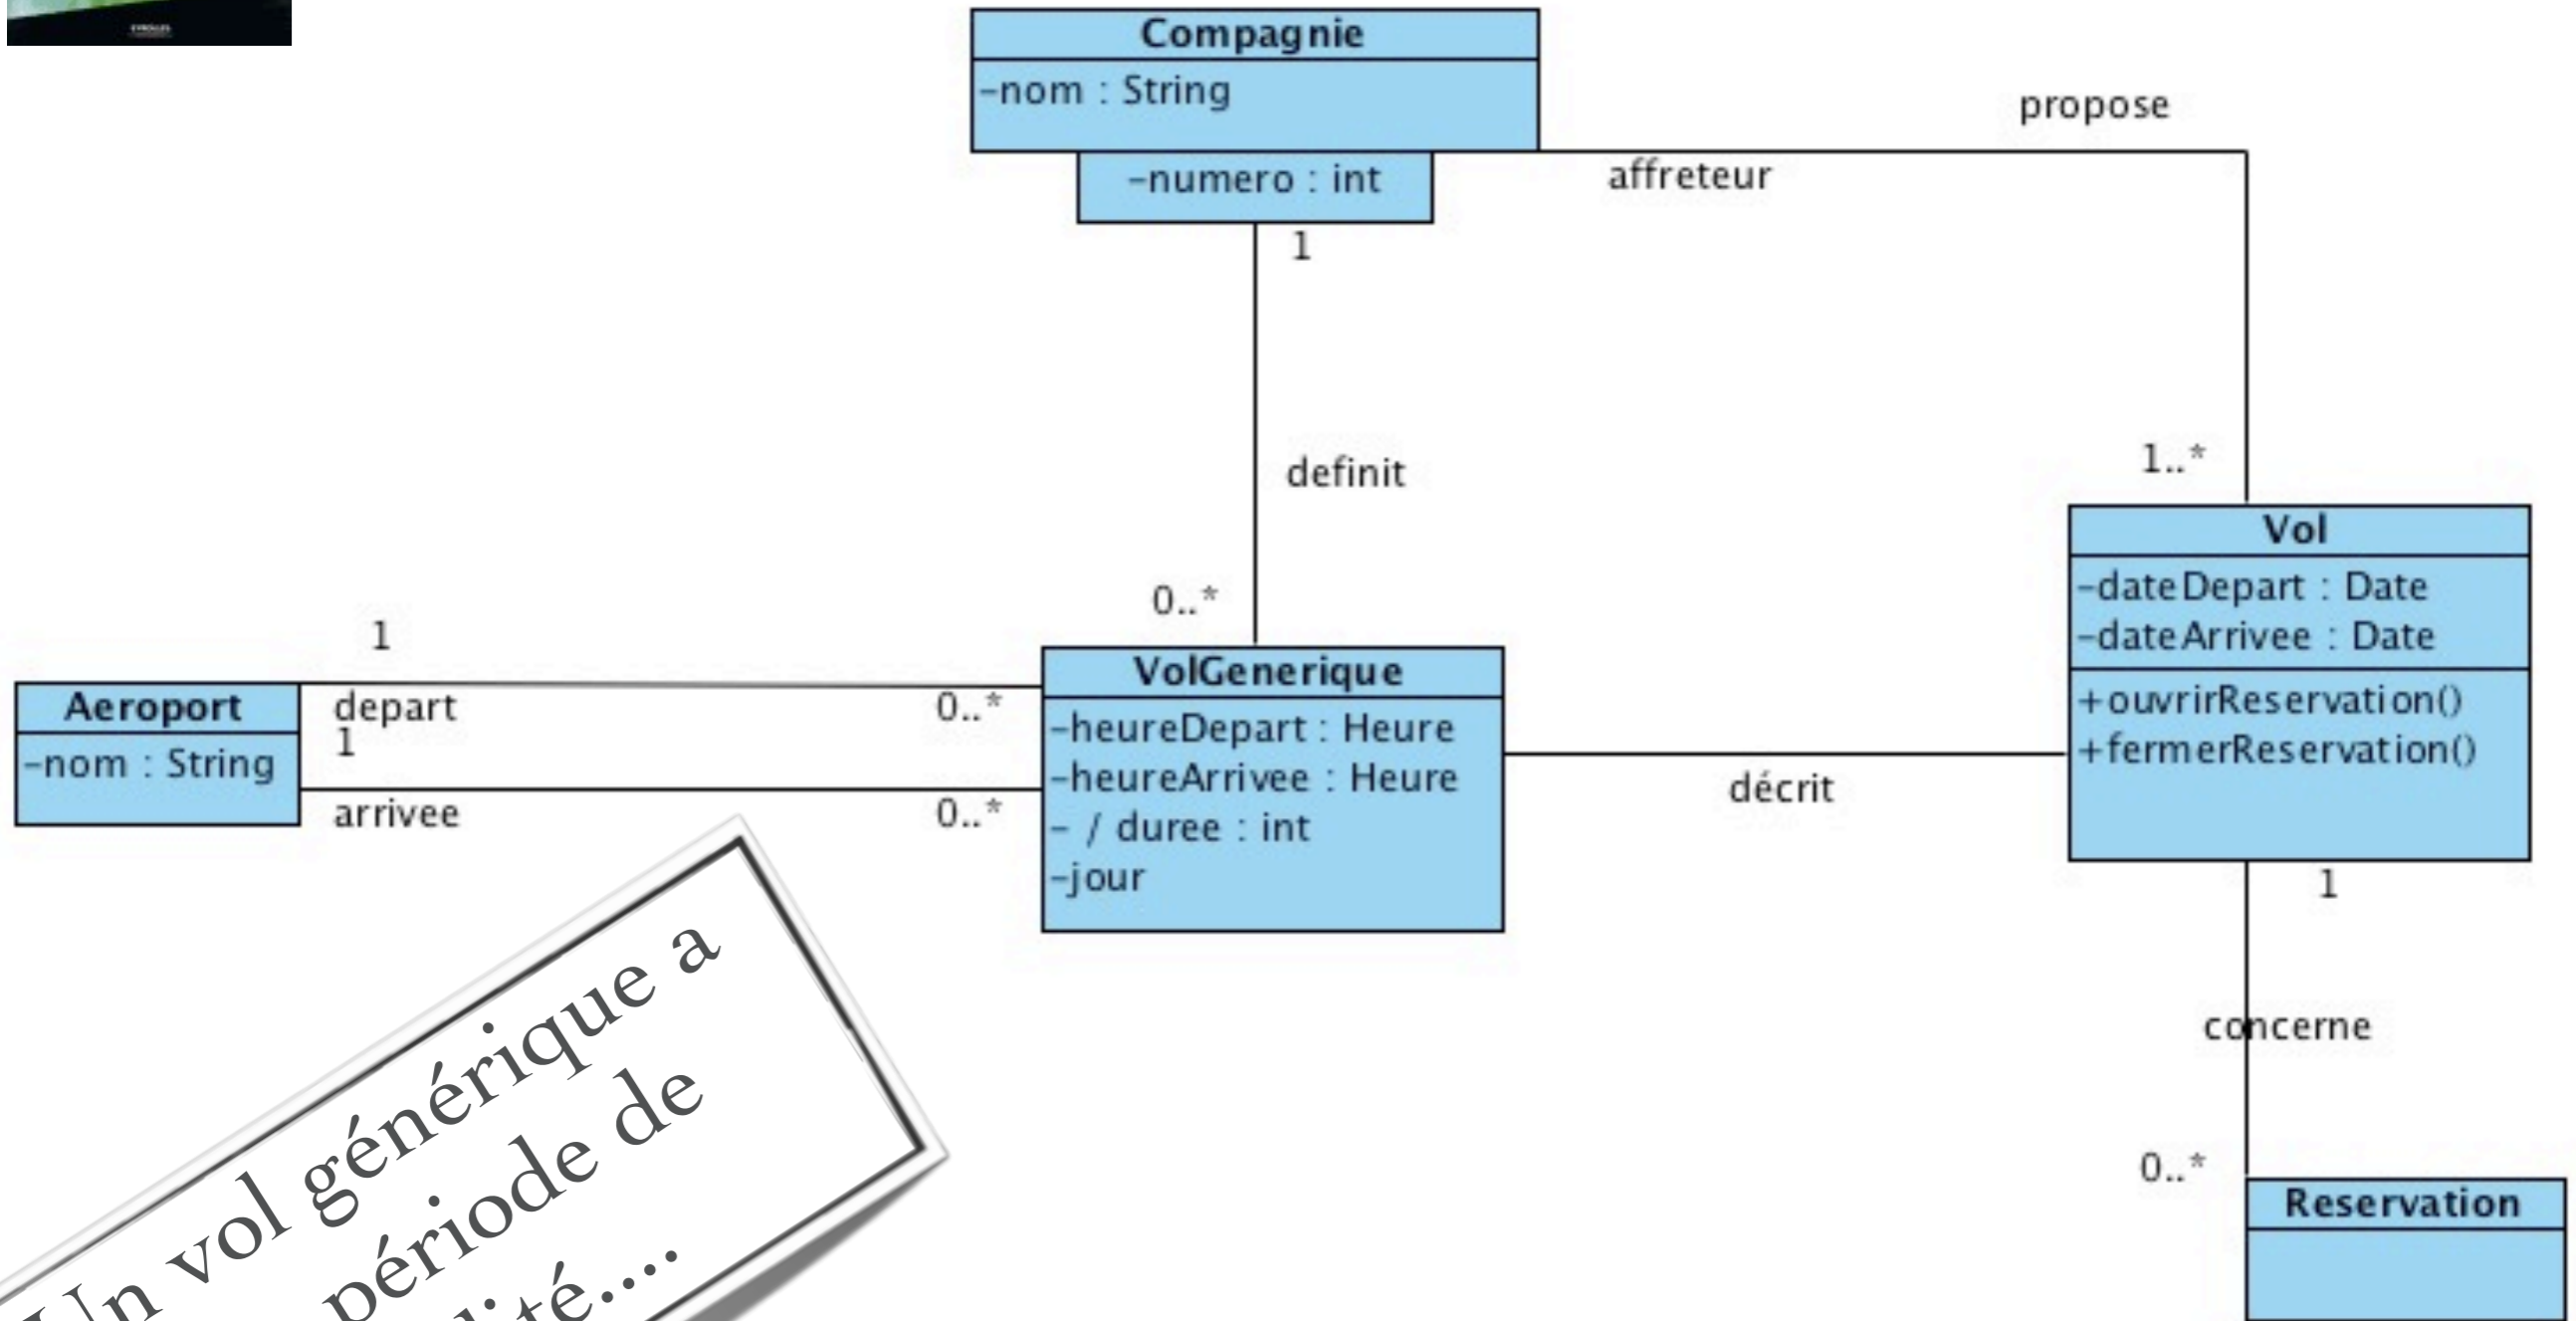 Compagnie
-nom : String
-numero : int
1
affreteur
propose
definit
1..*
0..*
Vol
-dateDepart : Date
-dateArrivee : Date
+ouvrirReservation()
+fermerReservation()
1
depart
1
arrivee
0..*
0..*
Aeroport
-nom : String
VolGenerique
-heureDepart : Heure
-heureArrivee : Heure
- / duree : int
-jour
décrit
1
concerne
0..*
Reservation
Un vol générique a
période de